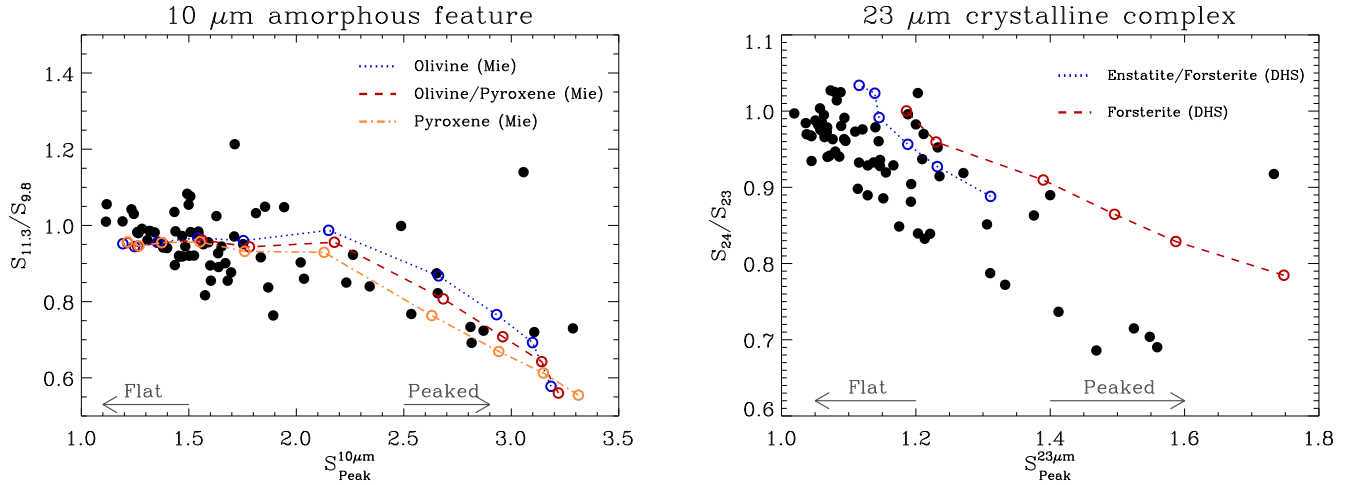 10 μm amorphous feature
1.4
1.2
1.0
0.8
0.6
S11.3/S9.8
Olivine (Mie)
Olivine/Pyroxene (Mie)
Pyroxene (Mie)
Flat
Peaked
1.0 1.5 2.0 2.5 3.0 3.5
S10μm Peak
23 μm crystalline complex
1.1
1.0
0.9
0.8
0.7
0.6
S24/S23
Enstatite/Forsterite (DHS)
Forsterite (DHS)
Flat
Peaked
1.0 1.2 1.4 1.6 1.8
S23μm Peak